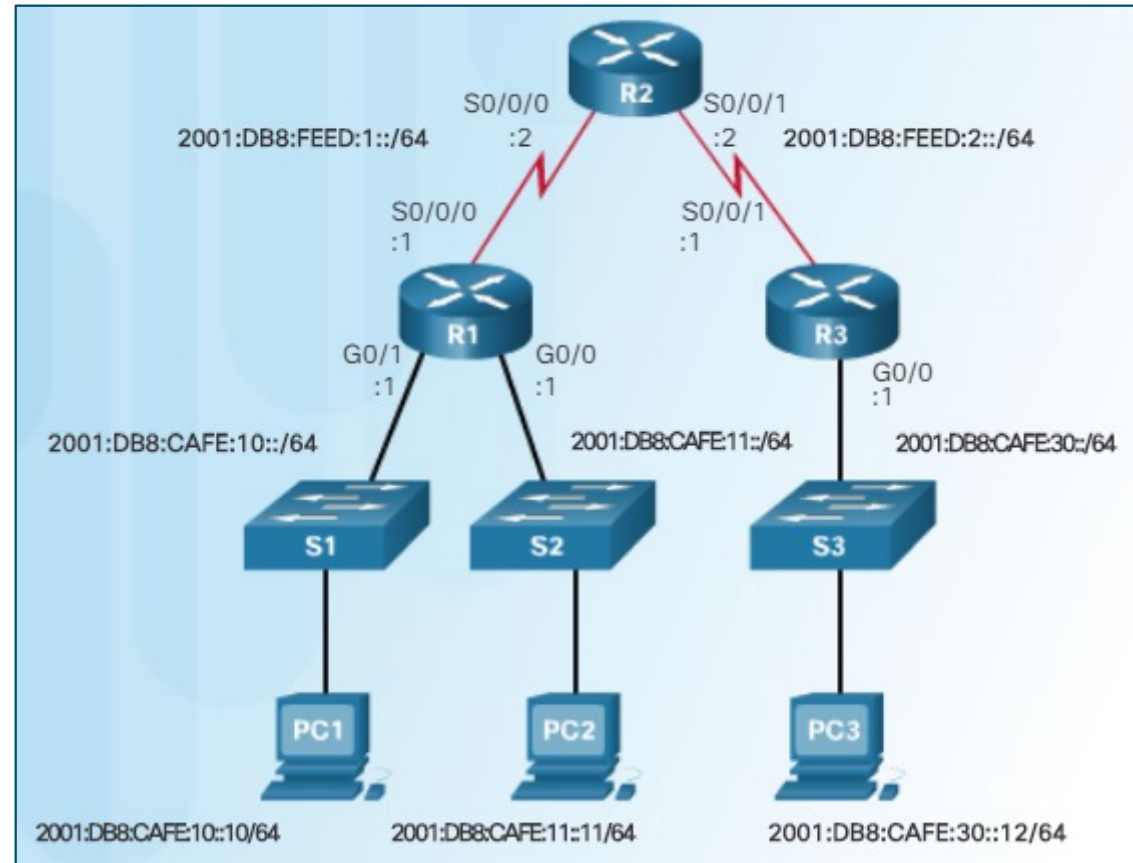 R2
S0/0/0
:2
S0/0/1
:2
2001:DB8:FEED:1::/64
2001:DB8:FEED:2::/64
S0/0/0
:1
S0/0/1
:1
R1
R3
G0/1
:1
G0/0
:1
G0/0
:1
2001:DB8:CAFE:10::/64
2001:DB8:CAFE:11::/64
2001:DB8:CAFE:30::/64
S1
S2
S3
PC1
PC2
PC3
2001:DB8:CAFE:10::10/64
2001:DB8:CAFE:11::11/64
2001:DB8:CAFE:30::12/64